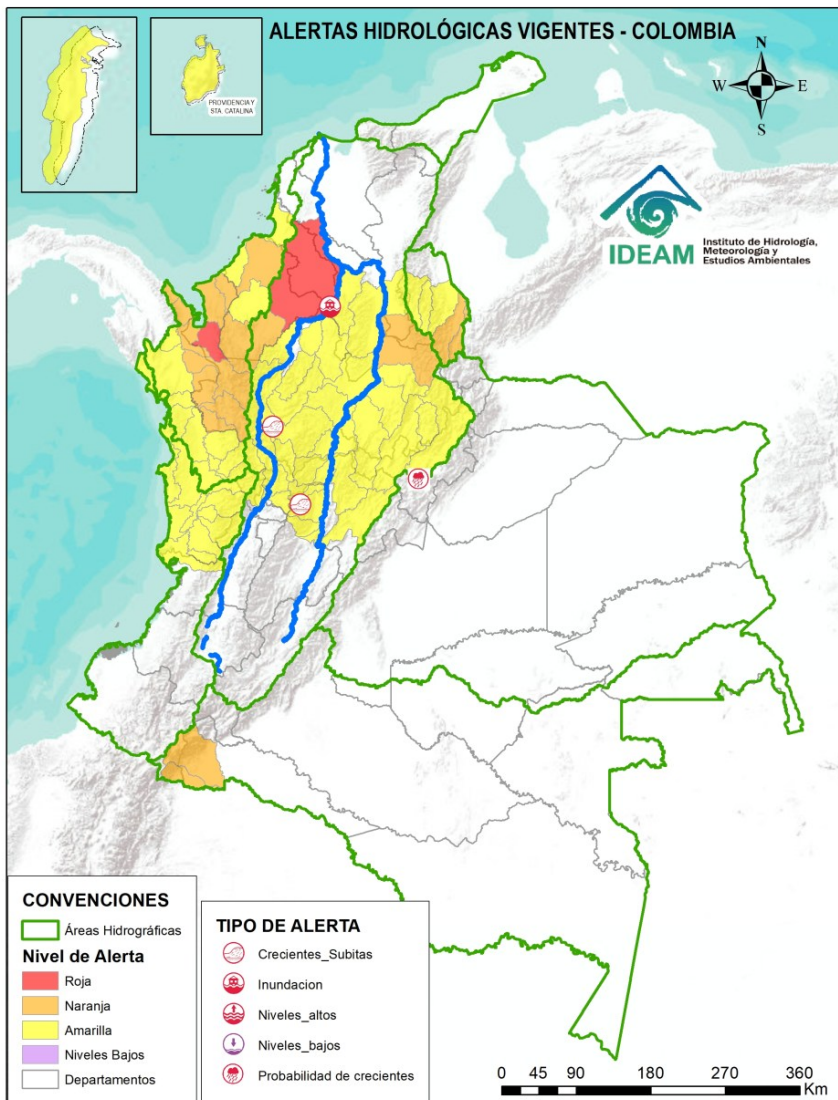 ALERTAS HIDROLÓGICAS VIGENTES - COLOMBIA
PROVIDENCIA Y
STA. CATALINA
N
W
E
S
IDEAM
Instituto de Hidrología,
Meteorología y
Estudios Ambientales
CONVENCIONES
Áreas Hidrográficas
Nivel de Alerta
Roja
Naranja
Amarilla
Niveles Bajos
Departamentos
TIPO DE ALERTA
Crecientes_Subitas
Inundacion
Niveles_altos
Niveles_bajos
Probabilidad de crecientes
0 45 90 180 270 360
Km